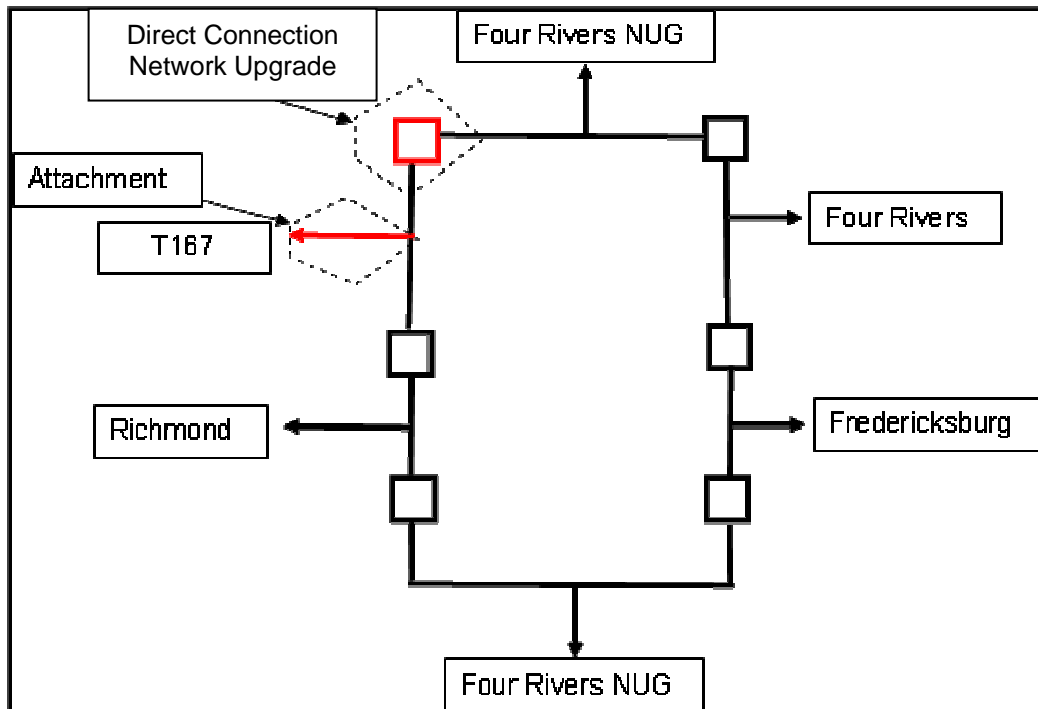 Direct Connection
Network Upgrade
Four Rivers NUG
Attachment
T167
Four Rivers
Richmond
Fredericksburg
Four Rivers NUG